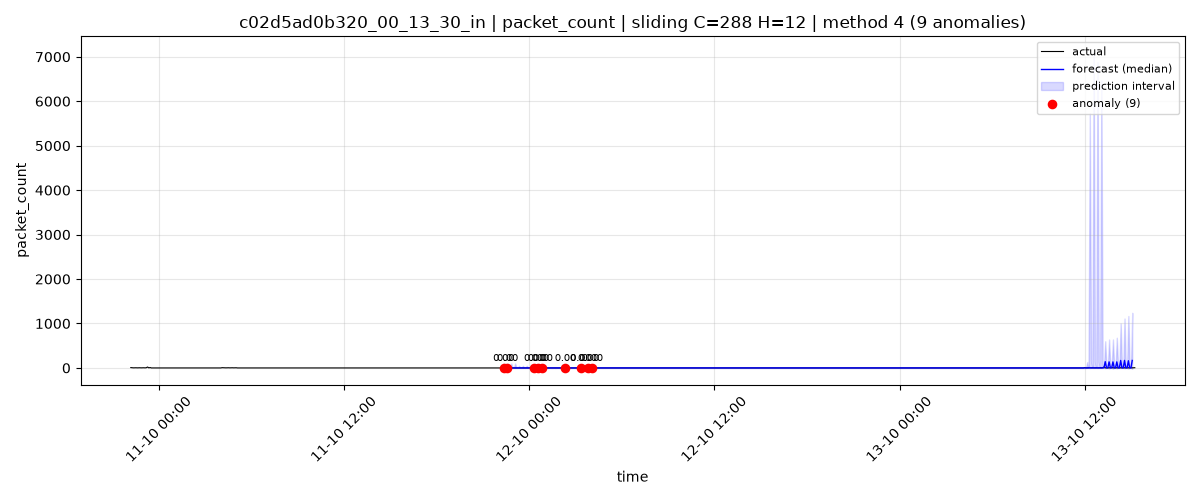 c02d5ad0b320_00_13_30_in | packet_count | sliding C=288 H=12 | method 4 (9 anomalies)
actual
forecast (median)
prediction interval
anomaly (9)
packet_count
7000
6000
5000
4000
3000
2000
1000
0
11-10 00:00
11-10 12:00
12-10 00:00
12-10 12:00
13-10 00:00
13-10 12:00
time